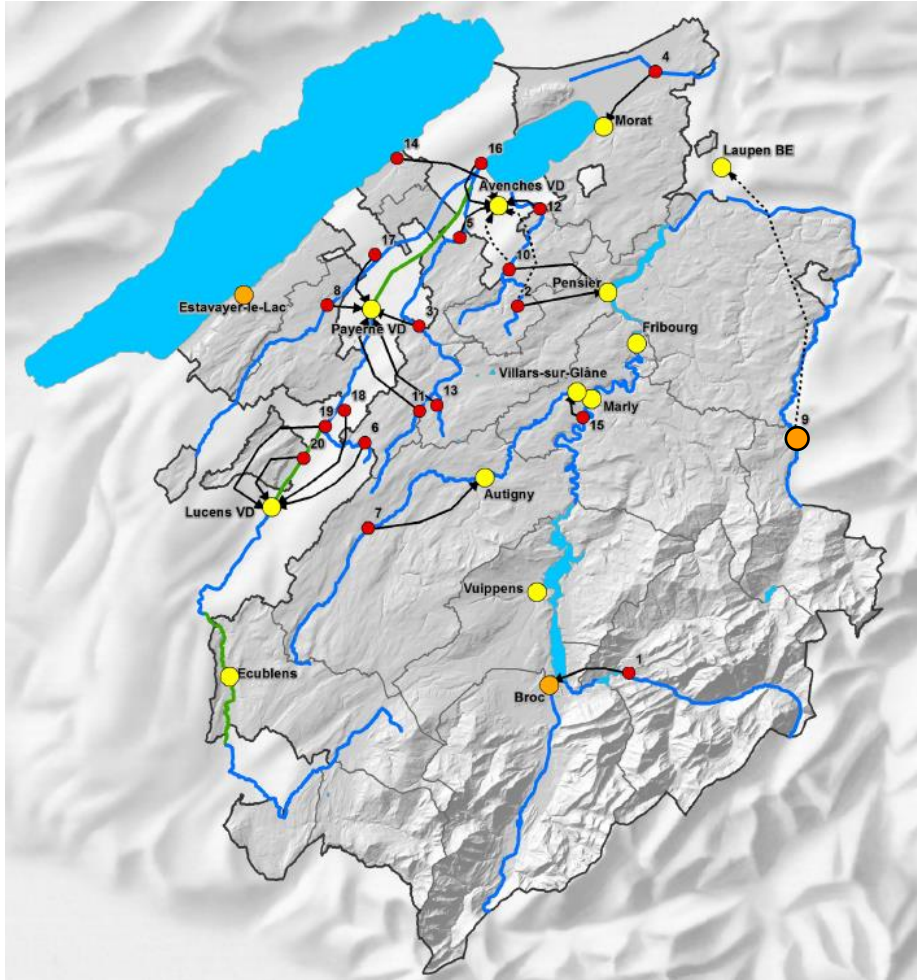 4
Morat
14
16
Laupen BE
Avenches VD
12
5
17
10
Pensier
8
2
Estavayer-le-Lac
Payerne VD
3
Fribourg
Villars-sur-Glâne
Marly
18
11
13
19
15
9
6
20
Autigny
Lucens VD
7
Vuippens
Ecublens
1
Broc